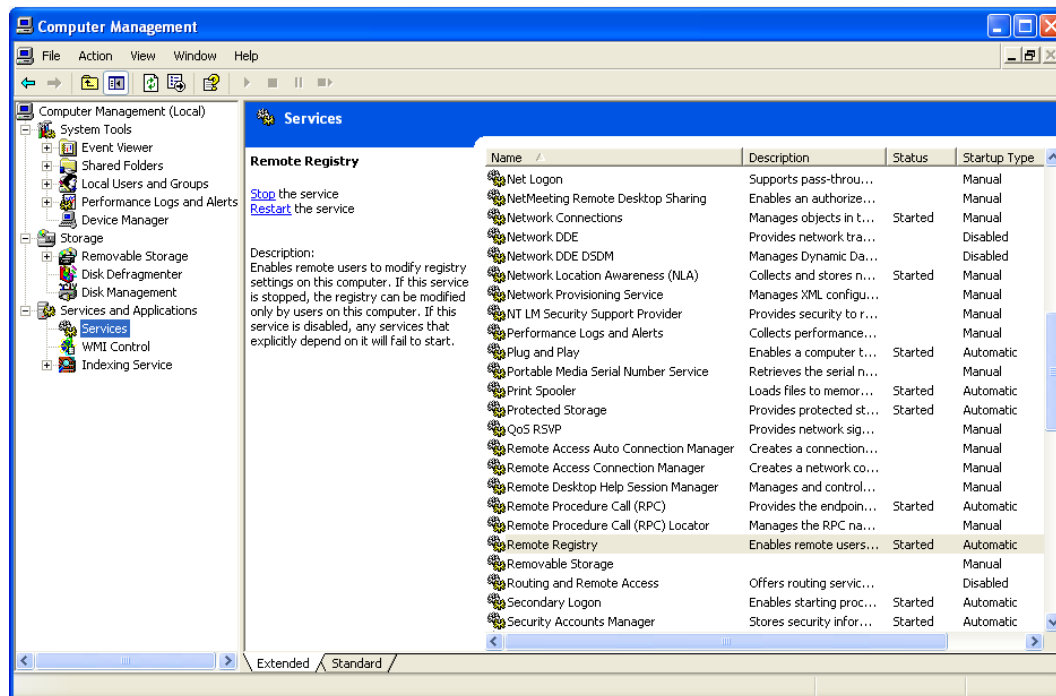 Computer Management
File Action View Window Help
Computer Management (Local)
System Tools
Event Viewer
Shared Folders
Local Users and Groups
Performance Logs and Alerts
Device Manager
Storage
Removable Storage
Disk Defragmenter
Disk Management
Services and Applications
Services
WMI Control
Indexing Service
Services
Remote Registry
Stop the service
Restart the service
Description:
Enables remote users to modify registry
settings on this computer. If this service
is stopped, the registry can be modified
only by users on this computer. If this
service is disabled, any services that
explicitly depend on it will fail to start.
Name Description Status Startup Type
Net Logon Supports pass-throu... Manual
NetMeeting Remote Desktop Sharing Enables an authorize... Manual
Network Connections Manages objects in t... Started Manual
Network DDE Provides network tra... Disabled
Network DDE DSDM Manages Dynamic Da... Disabled
Network Location Awareness (NLA) Collects and stores n... Started Manual
Network Provisioning Service Manages XML configu... Manual
NT LM Security Support Provider Provides security to r... Manual
Performance Logs and Alerts Collects performance... Manual
Plug and Play Enables a computer t... Started Automatic
Portable Media Serial Number Service Retrieves the serial n... Manual
Print Spooler Loads files to memor... Started Automatic
Protected Storage Provides protected st... Started Automatic
QoS RSVP Provides network sig... Manual
Remote Access Auto Connection Manager Creates a connection... Manual
Remote Access Connection Manager Creates a network co... Manual
Remote Desktop Help Session Manager Manages and control... Manual
Remote Procedure Call (RPC) Provides the endpoin... Started Automatic
Remote Procedure Call (RPC) Locator Manages the RPC na... Manual
Remote Registry Enables remote users... Started Automatic
Removable Storage Manual
Routing and Remote Access Offers routing servic... Disabled
Secondary Logon Enables starting proc... Started Automatic
Security Accounts Manager Stores security infor... Started Automatic
Extended Standard